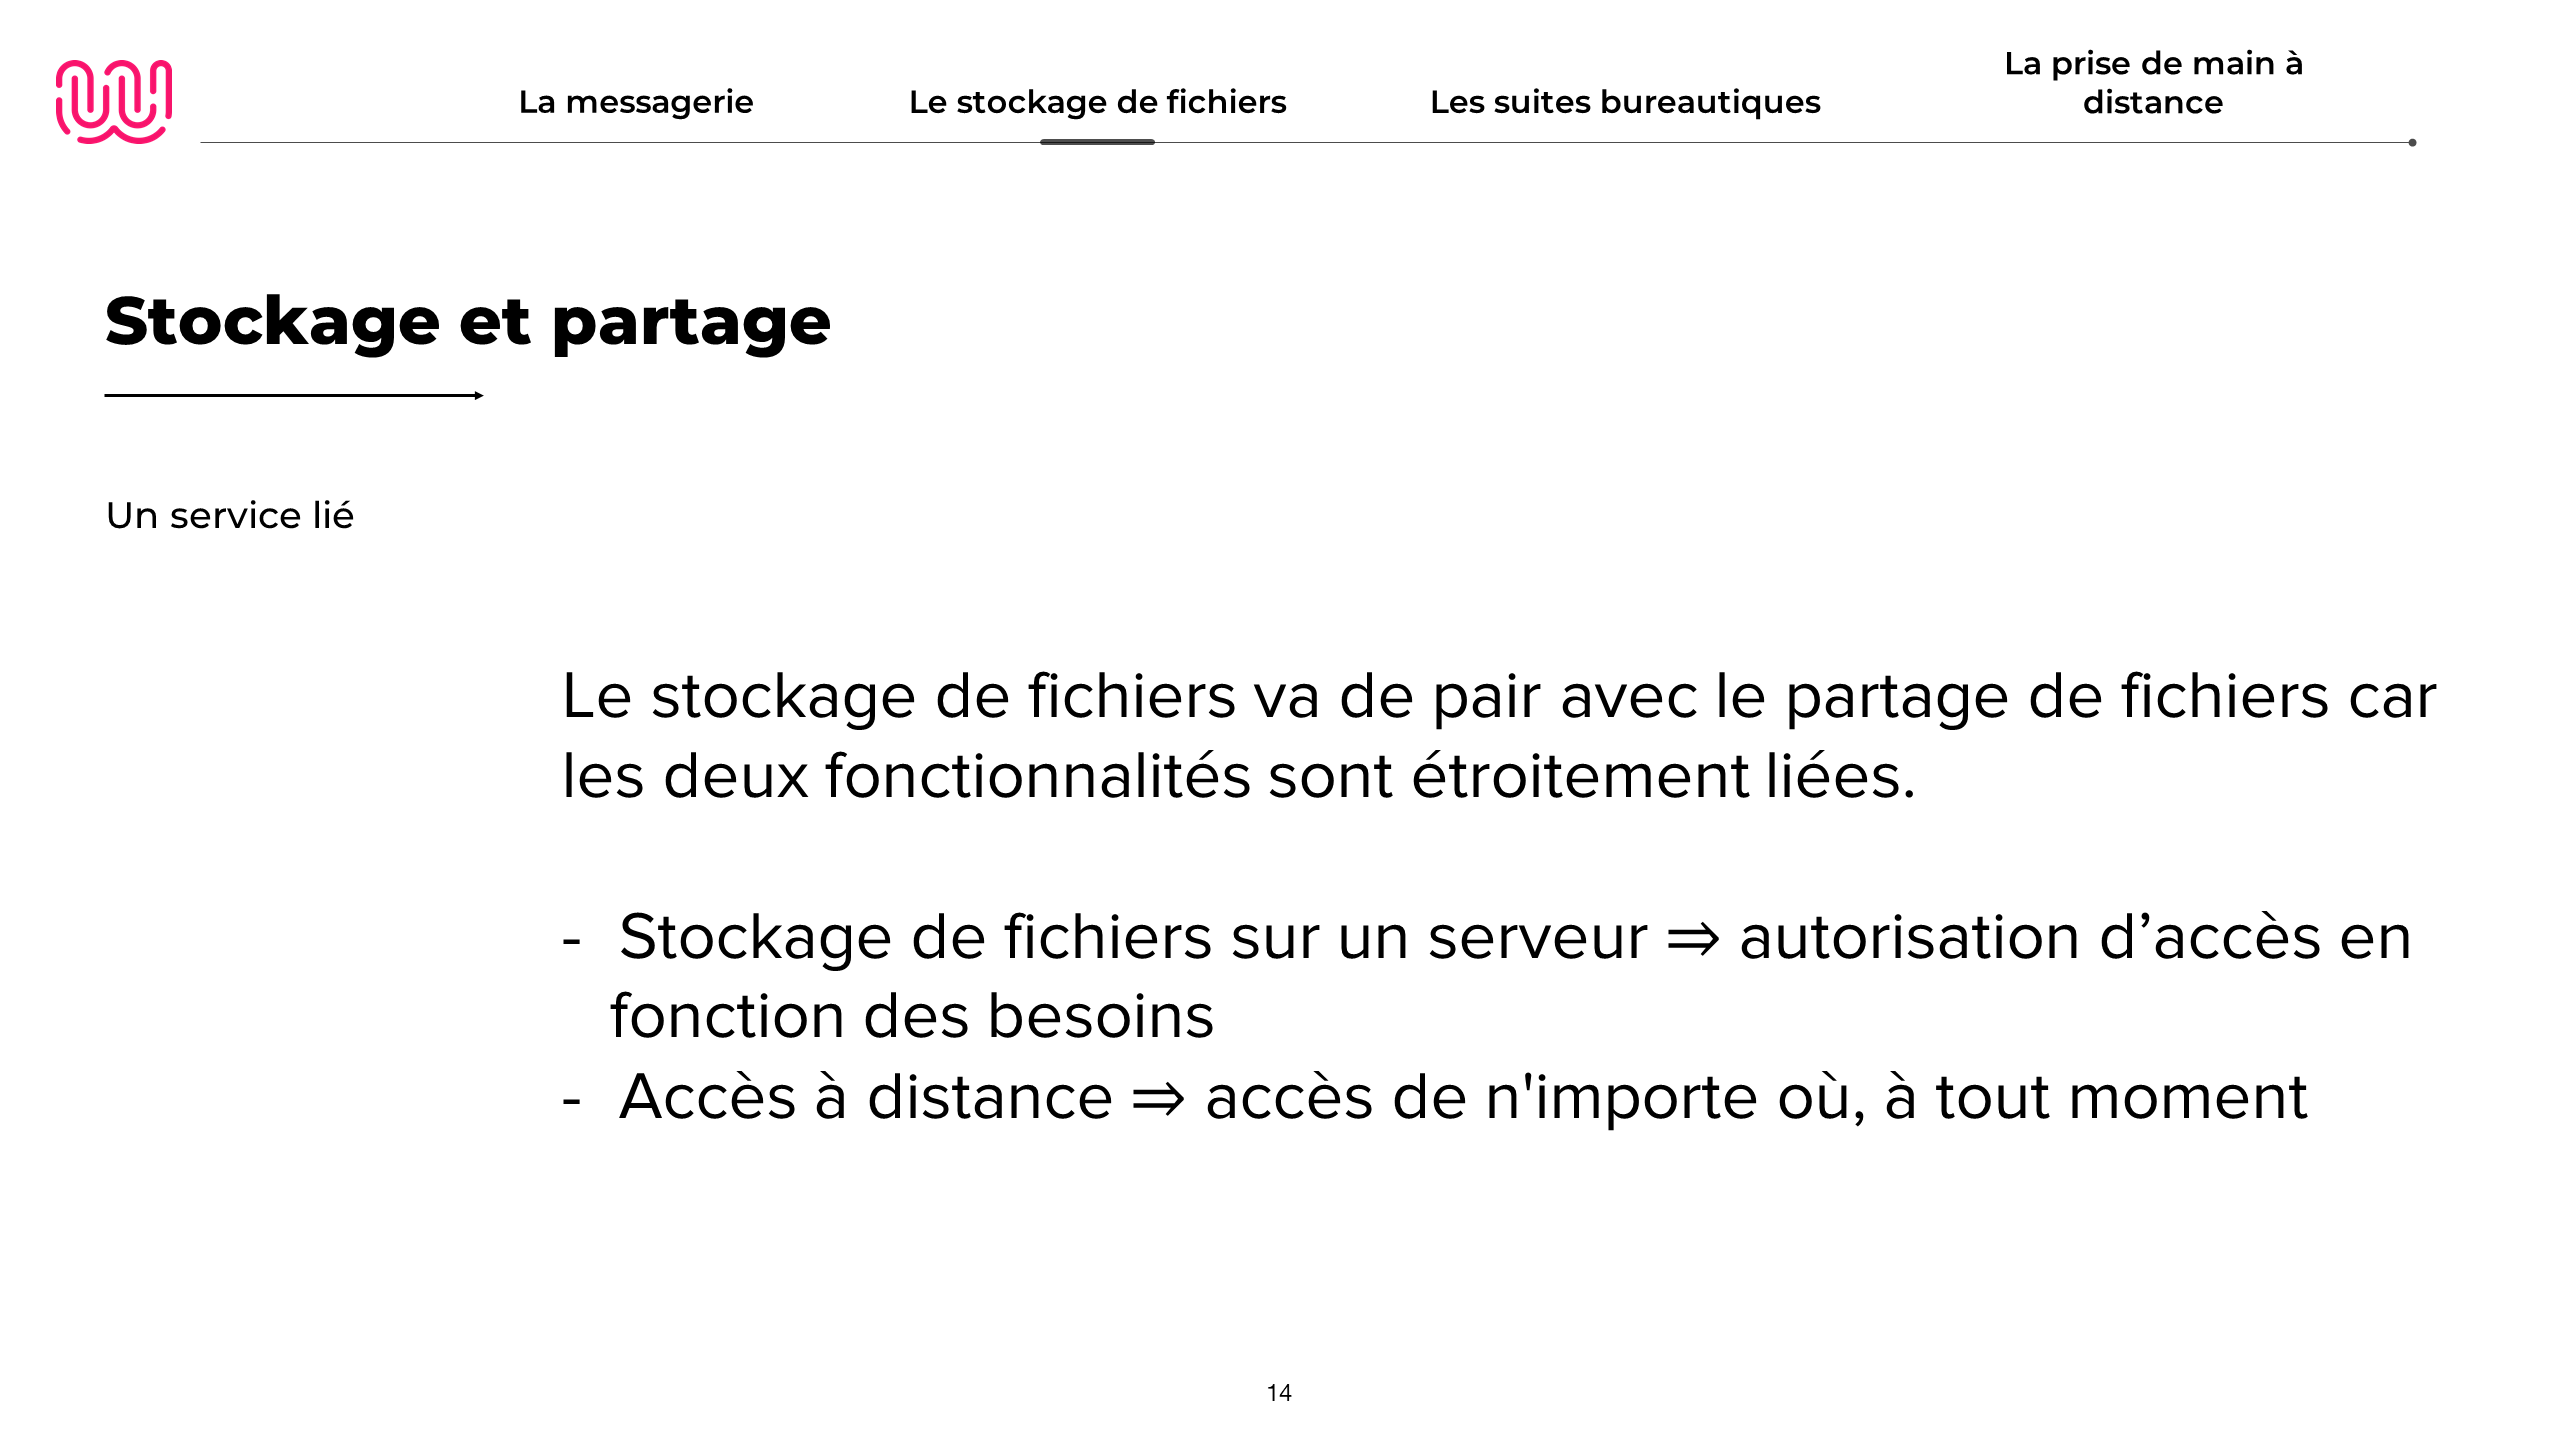 La messagerie
Le stockage de fichiers
Les suites bureautiques
La prise de main à
distance
Stockage et partage
Un service lié
Le stockage de fichiers va de pair avec le partage de fichiers car
les deux fonctionnalités sont étroitement liées.
- Stockage de fichiers sur un serveur ⇒ autorisation d’accès en
fonction des besoins
- Accès à distance ⇒ accès de n'importe où, à tout moment
14